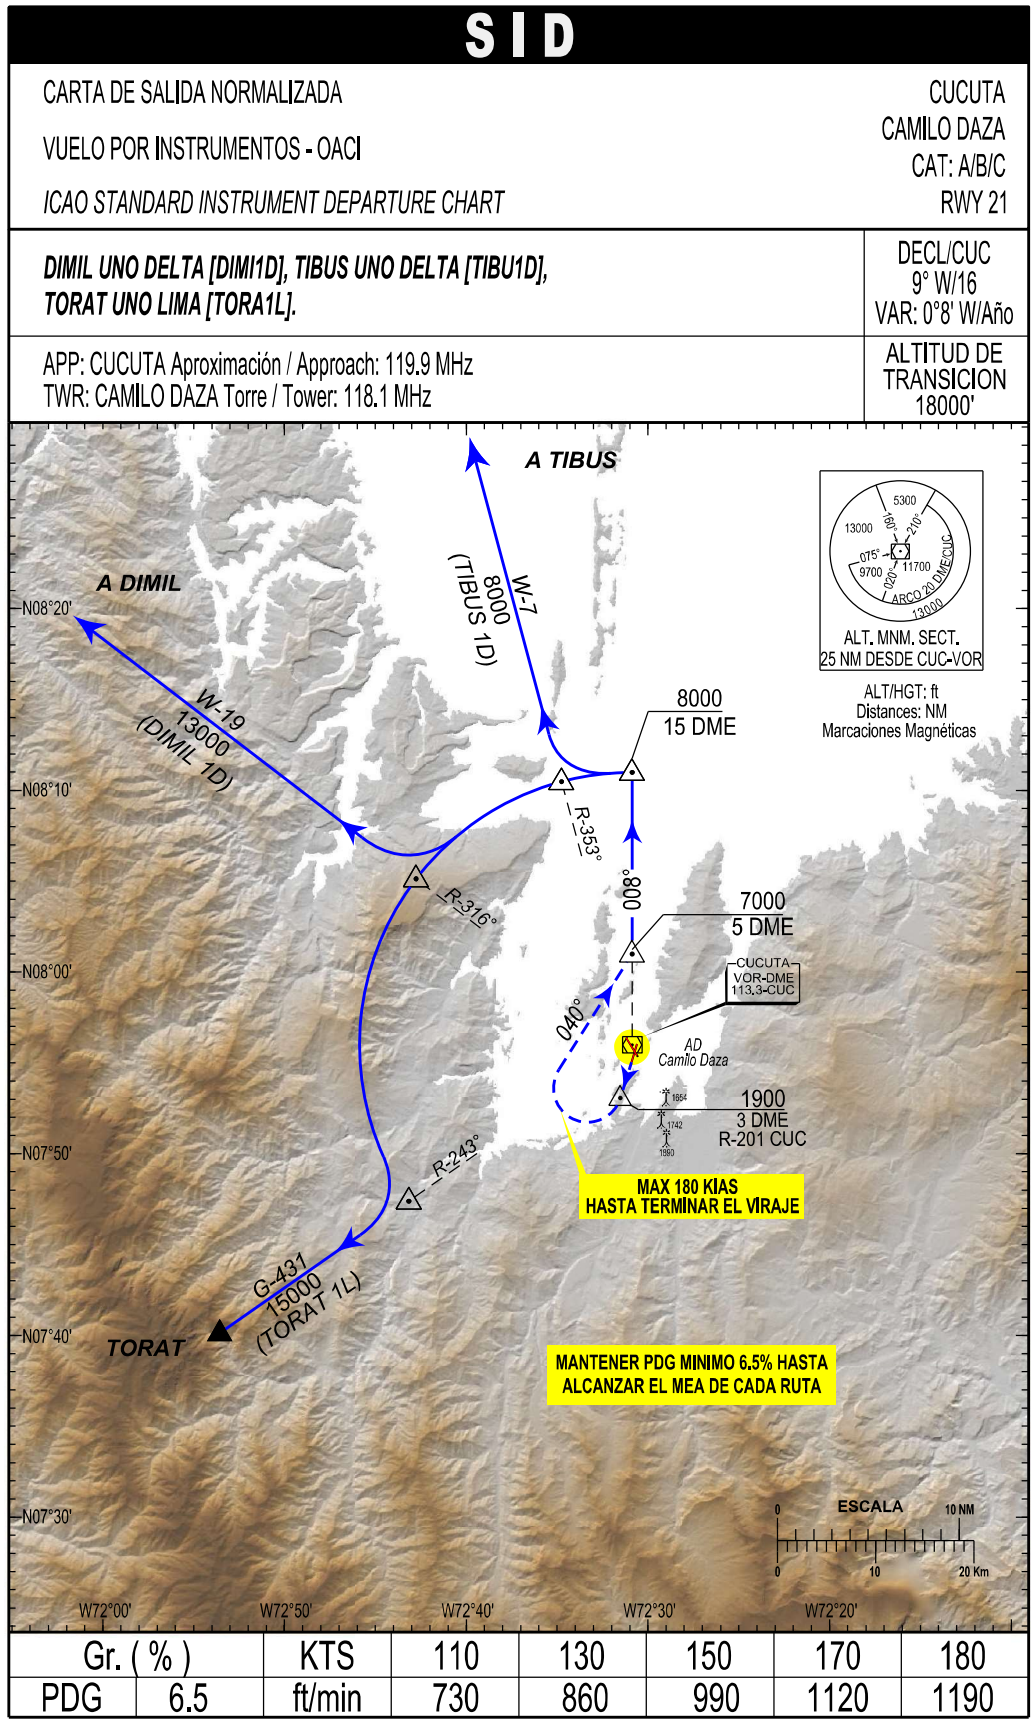 SID
CARTA DE SALIDA NORMALIZADA
VUELO POR INSTRUMENTOS - OACI
ICAO STANDARD INSTRUMENT DEPARTURE CHART
CUCUTA
CAMILO DAZA
CAT: A/B/C
RWY 21
DIMIL UNO DELTA [DIMI1D], TIBUS UNO DELTA [TIBU1D],
TORAT UNO LIMA [TORA1L].
DECL/CUC
9° W/16
VAR: 0°8' W/Año
APP: CUCUTA Aproximación / Approach: 119.9 MHz
TWR: CAMILO DAZA Torre / Tower: 118.1 MHz
ALTITUD DE
TRANSICION
18000'
A TIBUS
A DIMIL
W-7
8000
(TIBUS 1D)
W-19
13000
(DIMIL 1D)
5300
13000
160°
210°
075°
9700
020°
11700
ARCO 20 DME/CUC
13000
ALT. MNM. SECT.
25 NM DESDE CUC-VOR
ALT/HGT: ft
Distances: NM
Marcaciones Magnéticas
N08°20'
8000
15 DME
N08°10'
R-353°
R-316°
008°
7000
5 DME
N08°00'
CUCUTA
VOR-DME
113.3-CUC
040°
AD
Camilo Daza
1654
1742
1890
1900
3 DME
R-201 CUC
N07°50'
R-243°
MAX 180 KIAS
HASTA TERMINAR EL VIRAJE
G-431
15000
(TORAT 1L)
N07°40'
TORAT
MANTENER PDG MINIMO 6.5% HASTA
ALCANZAR EL MEA DE CADA RUTA
N07°30'
ESCALA
0 10 NM
0 10 20 Km
W72°00' W72°50' W72°40' W72°30' W72°20'
Gr. ( % ) KTS 110 130 150 170 180
PDG 6.5 ft/min 730 860 990 1120 1190